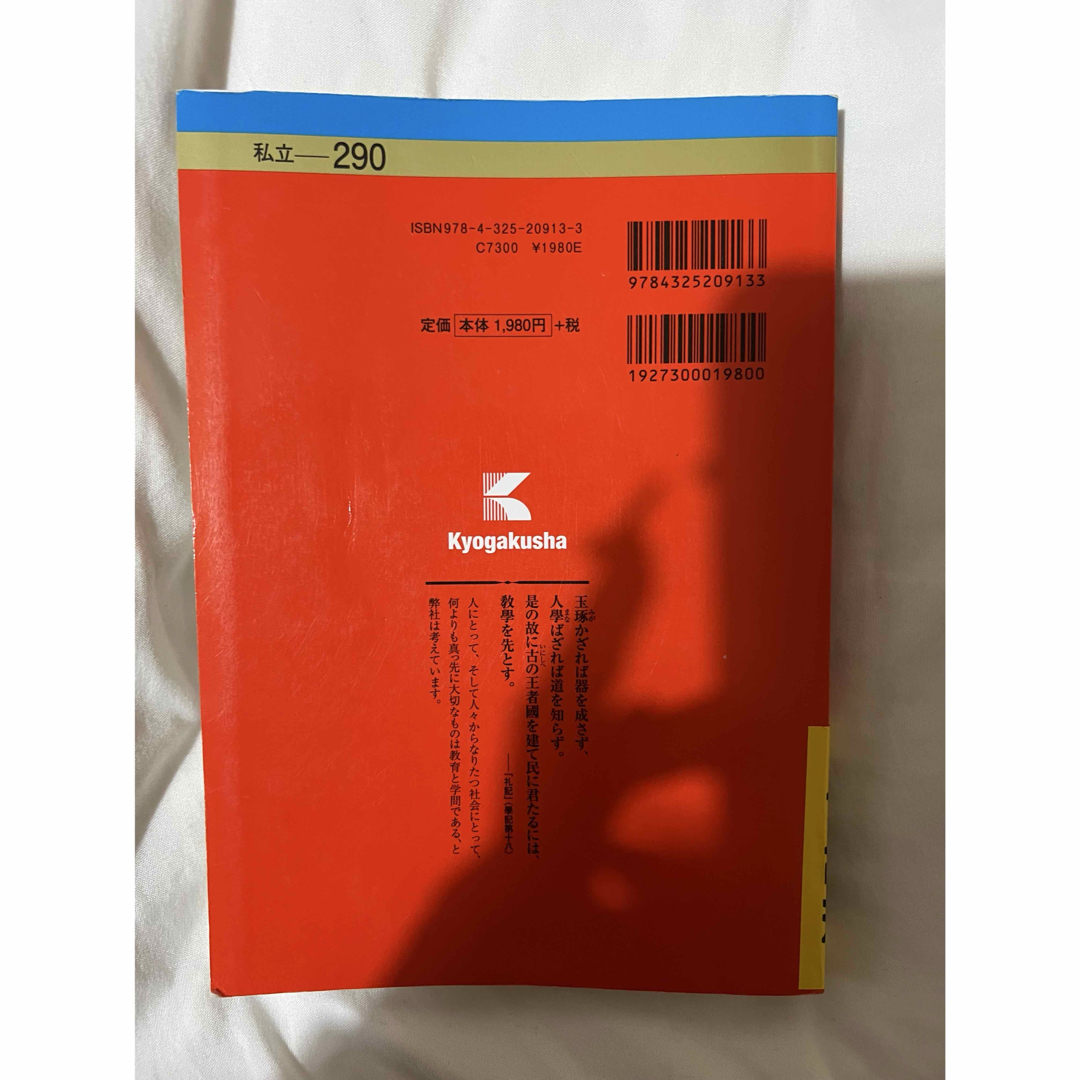 私立——290
ISBN978-4-325-20913-3
C7300 ¥1980E
9784325209133
定価 本体 1,980円 +税
1927300019800
Kyogakusha
玉琢かざれば器を成さず、
人學ばざれば道を知らず。
是の故に古の王者國を建て民に君たるには、
教學を先とす。
——「礼記」(學記第十八)
人にとって、そして人々からなりたつ社会にとって、
何よりも真っ先に大切なものは教育と学問である、と
弊社は考えています。